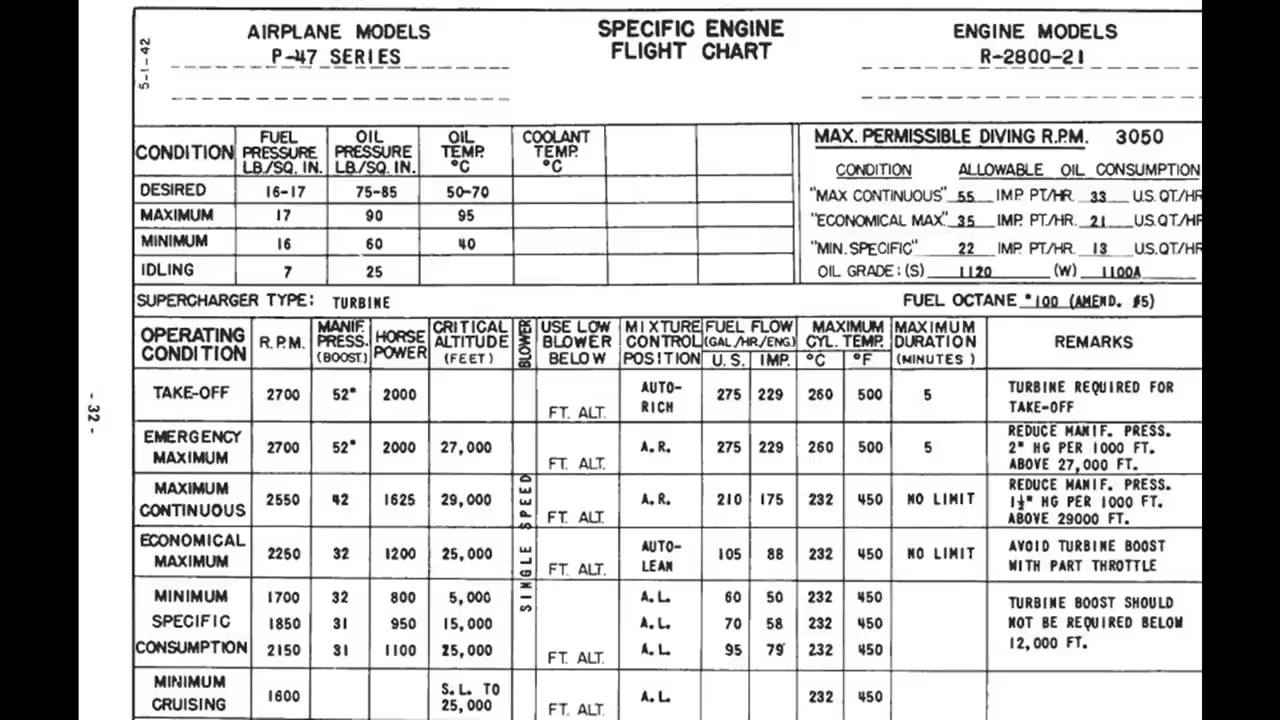 5-1-42
AIRPLANE MODELS
P-47 SERIES
SPECIFIC ENGINE
FLIGHT CHART
ENGINE MODELS
R-2800-21
CONDITION
FUEL PRESSURE LB./SQ. IN.
OIL PRESSURE LB./SQ. IN.
OIL TEMP. °C
COOLANT TEMP. °C
DESIRED 16-17 75-85 50-70
MAXIMUM 17 90 95
MINIMUM 16 60 40
IDLING 7 25
MAX. PERMISSIBLE DIVING R.P.M. 3050
CONDITION ALLOWABLE OIL CONSUMPTION
"MAX CONTINUOUS" 55 IMP. PT/HR. 33 U.S.QT/HR
"ECONOMICAL MAX" 35 IMP. PT/HR. 21 U.S.QT/HR
"MIN. SPECIFIC" 22 IMP. PT/HR. 13 U.S.QT/HR
OIL GRADE: (S) 1120 (W) 1100A
SUPERCHARGER TYPE: TURBINE
FUEL OCTANE *100 (AMEND. #5)
OPERATING CONDITION
R.P.M.
MANIF. PRESS. (BOOST)
HORSE POWER
CRITICAL ALTITUDE (FEET)
BLOWER
USE LOW BLOWER BELOW
MIXTURE CONTROL POSITION
FUEL FLOW (GAL./HR./ENG.) U.S. IMP.
MAXIMUM CYL. TEMP. °C °F
MAXIMUM DURATION (MINUTES)
REMARKS
SINGLE SPEED
TAKE-OFF 2700 52" 2000 FT. ALT. AUTO-RICH 275 229 260 500 5 TURBINE REQUIRED FOR TAKE-OFF
EMERGENCY MAXIMUM 2700 52" 2000 27,000 FT. ALT. A.R. 275 229 260 500 5 REDUCE MANIF. PRESS. 2" HG PER 1000 FT. ABOVE 27,000 FT.
MAXIMUM CONTINUOUS 2550 42 1625 29,000 FT. ALT. A.R. 210 175 232 450 NO LIMIT REDUCE MANIF. PRESS. 1½" HG PER 1000 FT. ABOVE 29000 FT.
ECONOMICAL MAXIMUM 2250 32 1200 25,000 FT. ALT. AUTO-LEAN 105 88 232 450 NO LIMIT AVOID TURBINE BOOST WITH PART THROTTLE
MINIMUM 1700 32 800 5,000 A.L. 60 50 232 450
SPECIFIC 1850 31 950 15,000 A.L. 70 58 232 450
CONSUMPTION 2150 31 1100 25,000 FT. ALT. A.L. 95 79 232 450
TURBINE BOOST SHOULD NOT BE REQUIRED BELOW 12,000 FT.
MINIMUM CRUISING 1600 S.L. TO 25,000 FT. ALT. A.L. 232 450
- 32 -